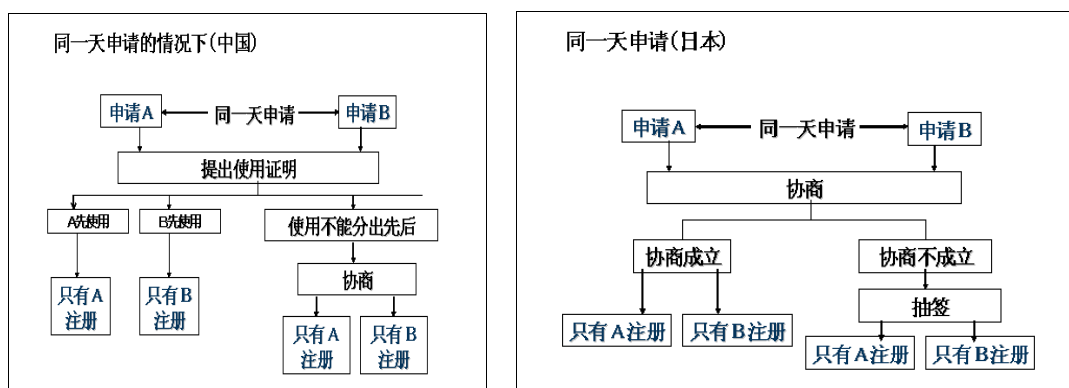 同一天申请的情况下(中国)
申请A
同一天申请
申请B
提出使用证明
A先使用
B先使用
使用不能分出先后
协商
只有A
注册
只有B
注册
只有A
注册
只有B
注册
同一天申请(日本)
申请A
同一天申请
申请B
协商
协商成立
协商不成立
抽签
只有A注册
只有B注册
只有A注册
只有B注册